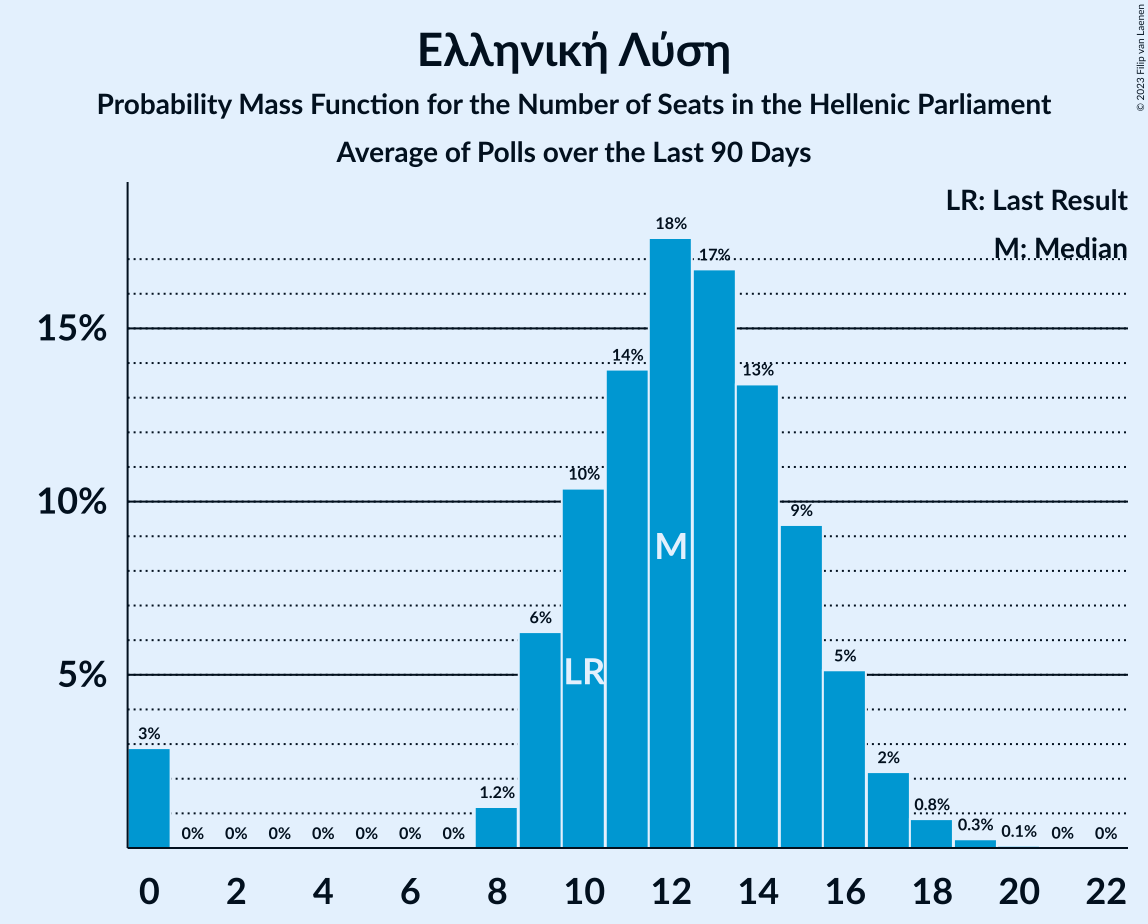 Ελληνική Λύση
Probability Mass Function for the Number of Seats in the Hellenic Parliament
Average of Polls over the Last 90 Days
© 2023 Filip van Laenen
LR: Last Result
M: Median
18%
17%
15%
14%
13%
10%
10%
9%
M
6%
5%
LR
5%
3%
2%
1.2%
0.8%
0.3%
0.1%
0% 0% 0% 0% 0% 0% 0% 0% 0%
0 2 4 6 8 10 12 14 16 18 20 22